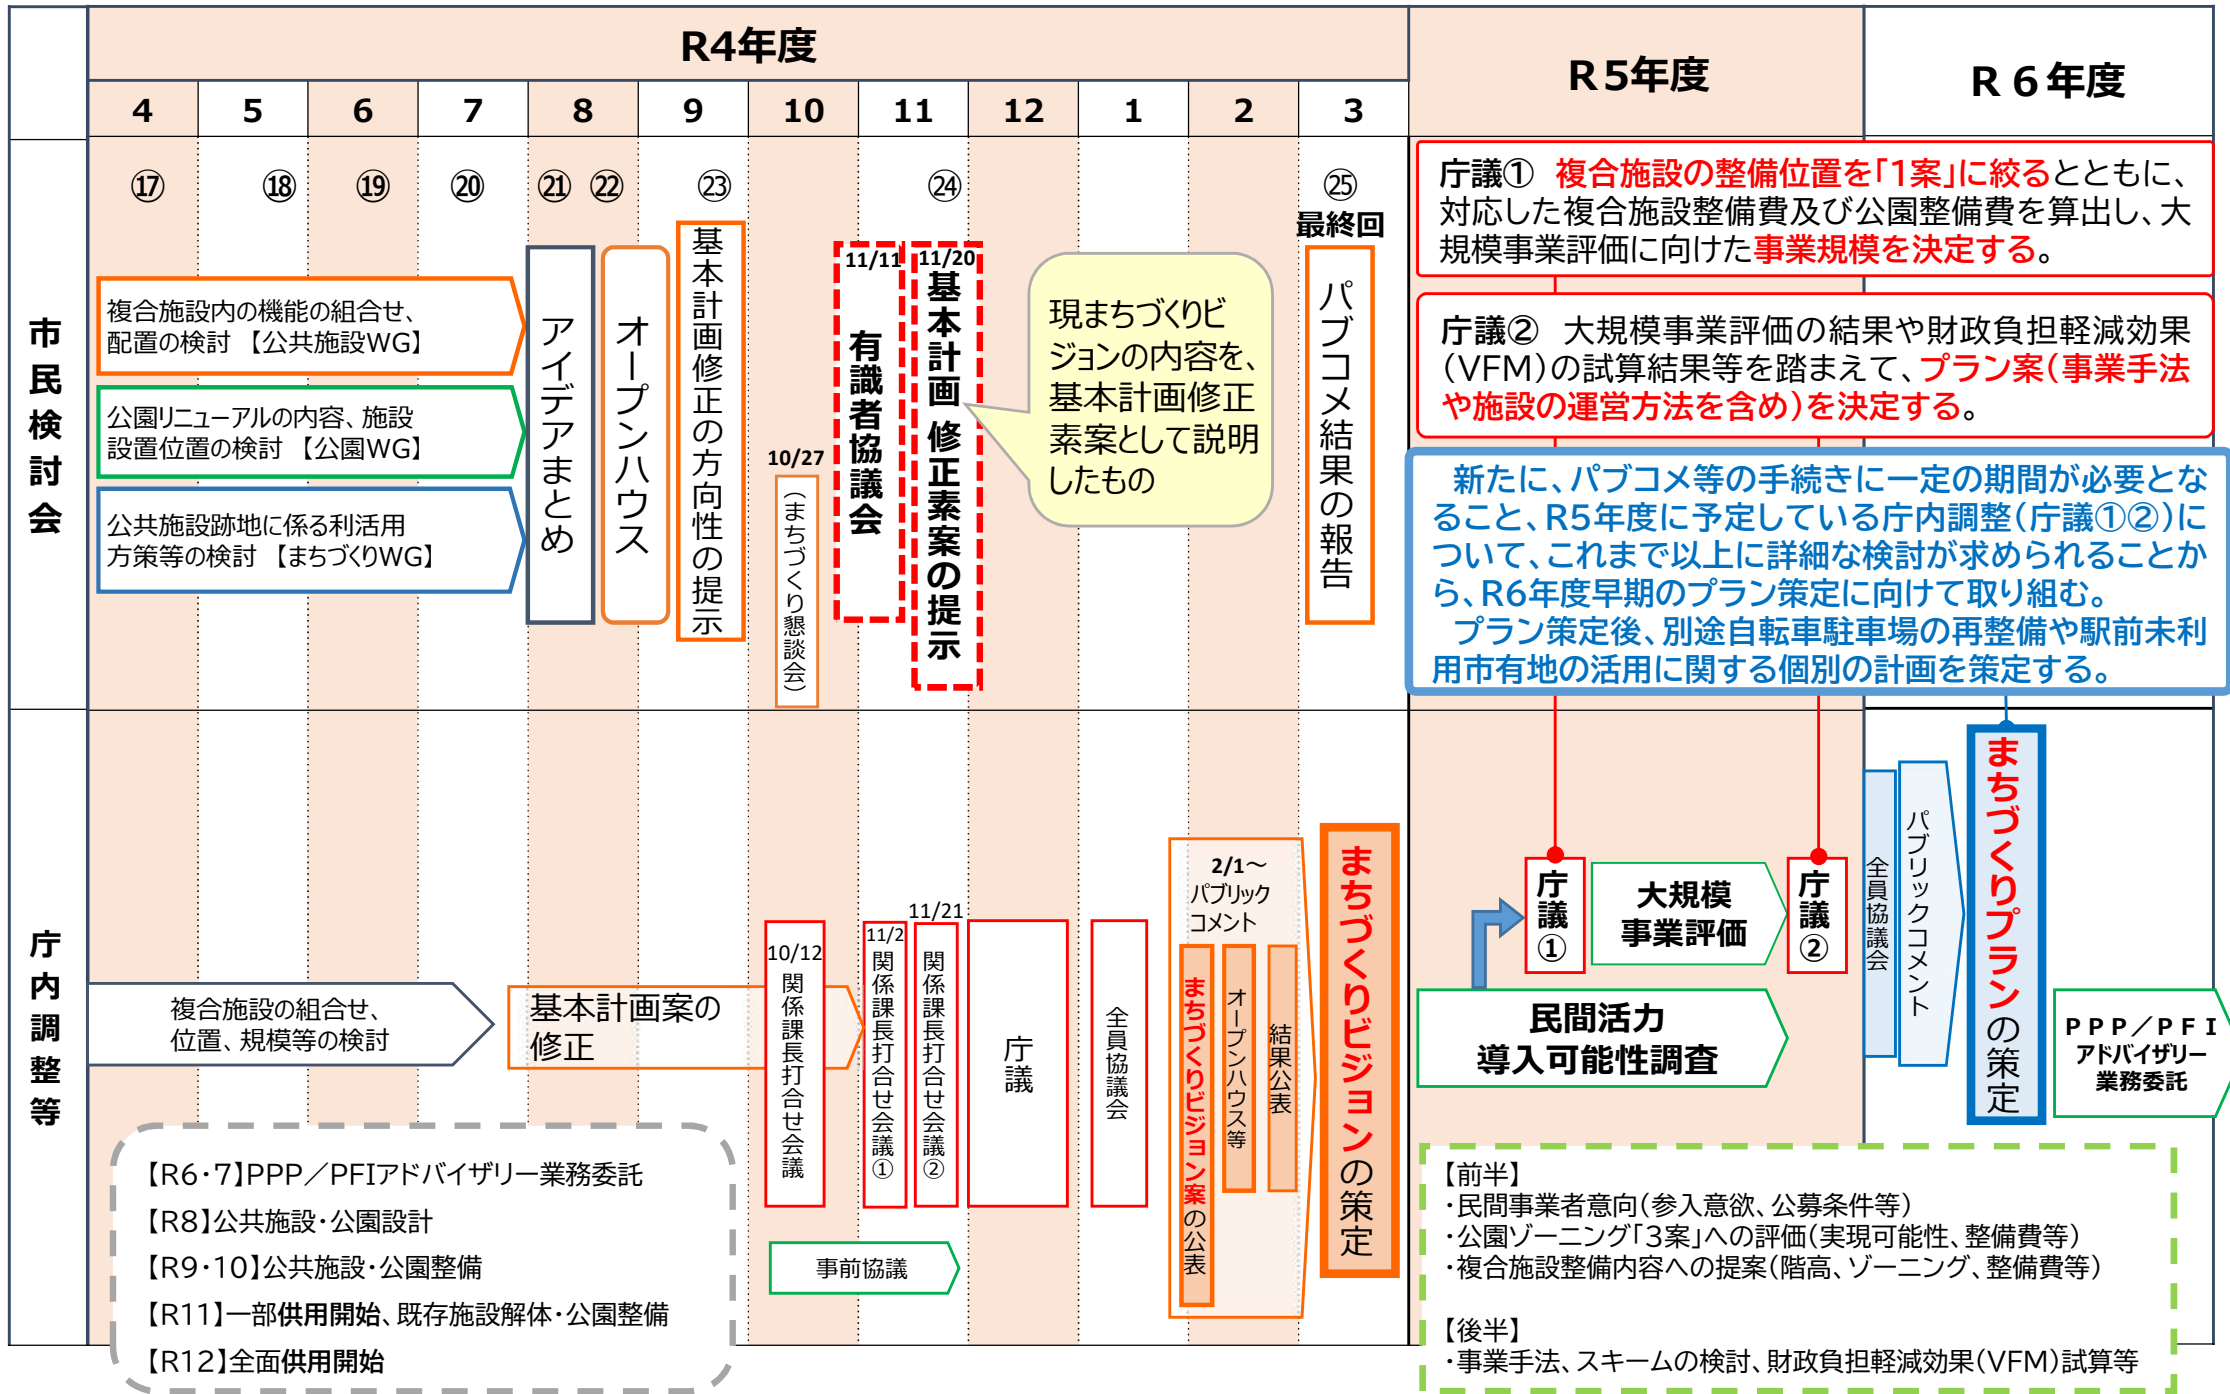 R4年度
R5年度
R6年度
4
5
6
7
8
9
10
11
12
1
2
3
市民検討会
⑰
⑱
⑲
⑳
㉑
㉒
㉓
㉔
㉕
最終回
複合施設内の機能の組合せ、
配置の検討 【公共施設WG】
公園リニューアルの内容、施設
設置位置の検討 【公園WG】
公共施設跡地に係る利活用
方策等の検討 【まちづくりWG】
アイデアまとめ
オープンハウス
基本計画修正の方向性の提示
10/27
(まちづくり懇談会)
11/11
有識者協議会
11/20
基本計画 修正素案の提示
現まちづくりビ
ジョンの内容を、
基本計画修正
素案として説明
したもの
パブコメ結果の報告
庁議① 複合施設の整備位置を「1案」に絞るとともに、
対応した複合施設整備費及び公園整備費を算出し、大
規模事業評価に向けた事業規模を決定する。
庁議② 大規模事業評価の結果や財政負担軽減効果
(VFM)の試算結果等を踏まえて、プラン案(事業手法
や施設の運営方法を含め)を決定する。
新たに、パブコメ等の手続きに一定の期間が必要とな
ること、R5年度に予定している庁内調整(庁議①②)に
ついて、これまで以上に詳細な検討が求められることか
ら、R6年度早期のプラン策定に向けて取り組む。
プラン策定後、別途自転車駐車場の再整備や駅前未利
用市有地の活用に関する個別の計画を策定する。
庁内調整等
複合施設の組合せ、
位置、規模等の検討
基本計画案の
修正
10/12
関係課長打合せ会議
11/2
関係課長打合せ会議①
11/21
関係課長打合せ会議②
庁議
全員協議会
事前協議
2/1～
パブリック
コメント
まちづくりビジョン案の公表
オープンハウス等
結果公表
まちづくりビジョンの策定
庁議①
大規模
事業評価
庁議②
民間活力
導入可能性調査
全員協議会
パブリックコメント
まちづくりプランの策定
PPP／PFI
アドバイザリー
業務委託
【R6・7】PPP／PFIアドバイザリー業務委託
【R8】公共施設・公園設計
【R9・10】公共施設・公園整備
【R11】一部供用開始、既存施設解体・公園整備
【R12】全面供用開始
【前半】
・民間事業者意向(参入意欲、公募条件等)
・公園ゾーニング「3案」への評価(実現可能性、整備費等)
・複合施設整備内容への提案(階高、ゾーニング、整備費等)
【後半】
・事業手法、スキームの検討、財政負担軽減効果(VFM)試算等